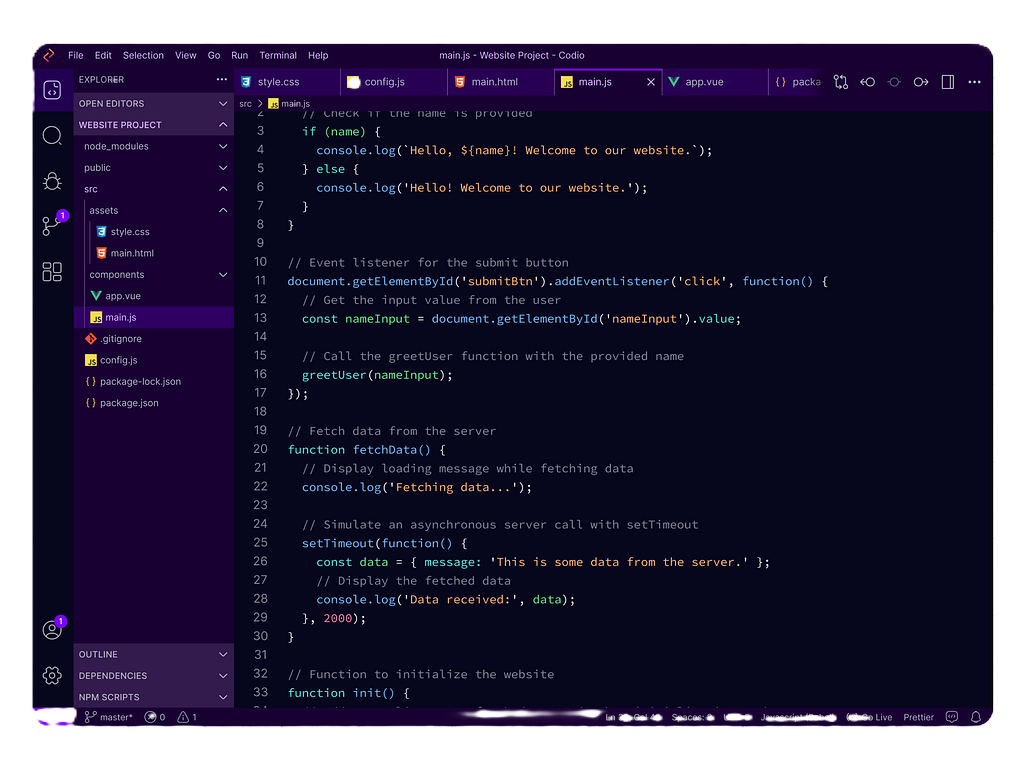 File Edit Selection View Go Run Terminal Help main.js - Website Project - Codio
EXPLORER
OPEN EDITORS
WEBSITE PROJECT
node_modules
public
src
assets
style.css
main.html
components
app.vue
main.js
.gitignore
config.js
package-lock.json
package.json
OUTLINE
DEPENDENCIES
NPM SCRIPTS
1
1
style.css config.js main.html main.js app.vue packa
src > main.js
2 // Check if the name is provided
3 if (name) {
4 console.log(`Hello, ${name}! Welcome to our website.`);
5 } else {
6 console.log('Hello! Welcome to our website.');
7 }
8 }
9
10 // Event listener for the submit button
11 document.getElementById('submitBtn').addEventListener('click', function() {
12 // Get the input value from the user
13 const nameInput = document.getElementById('nameInput').value;
14
15 // Call the greetUser function with the provided name
16 greetUser(nameInput);
17 });
18
19 // Fetch data from the server
20 function fetchData() {
21 // Display loading message while fetching data
22 console.log('Fetching data...');
23
24 // Simulate an asynchronous server call with setTimeout
25 setTimeout(function() {
26 const data = { message: 'This is some data from the server.' };
27 // Display the fetched data
28 console.log('Data received:', data);
29 }, 2000);
30 }
31
32 // Function to initialize the website
33 function init() {
master* 0 1 Ln Spaces: Live Prettier